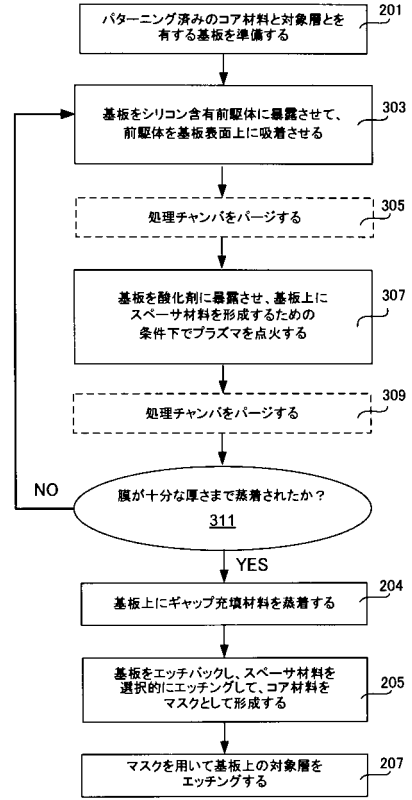 パターニング済みのコア材料と対象層とを
有する基板を準備する
201
基板をシリコン含有前駆体に暴露させて、
前駆体を基板表面上に吸着させる
303
処理チャンバをパージする
305
基板を酸化剤に暴露させ、基板上に
スペーサ材料を形成するための
条件下でプラズマを点火する
307
処理チャンバをパージする
309
NO
膜が十分な厚さまで蒸着されたか？
311
YES
基板上にギャップ充填材料を蒸着する
204
基板をエッチバックし、スペーサ材料を
選択的にエッチングして、コア材料を
マスクとして形成する
205
マスクを用いて基板上の対象層を
エッチングする
207